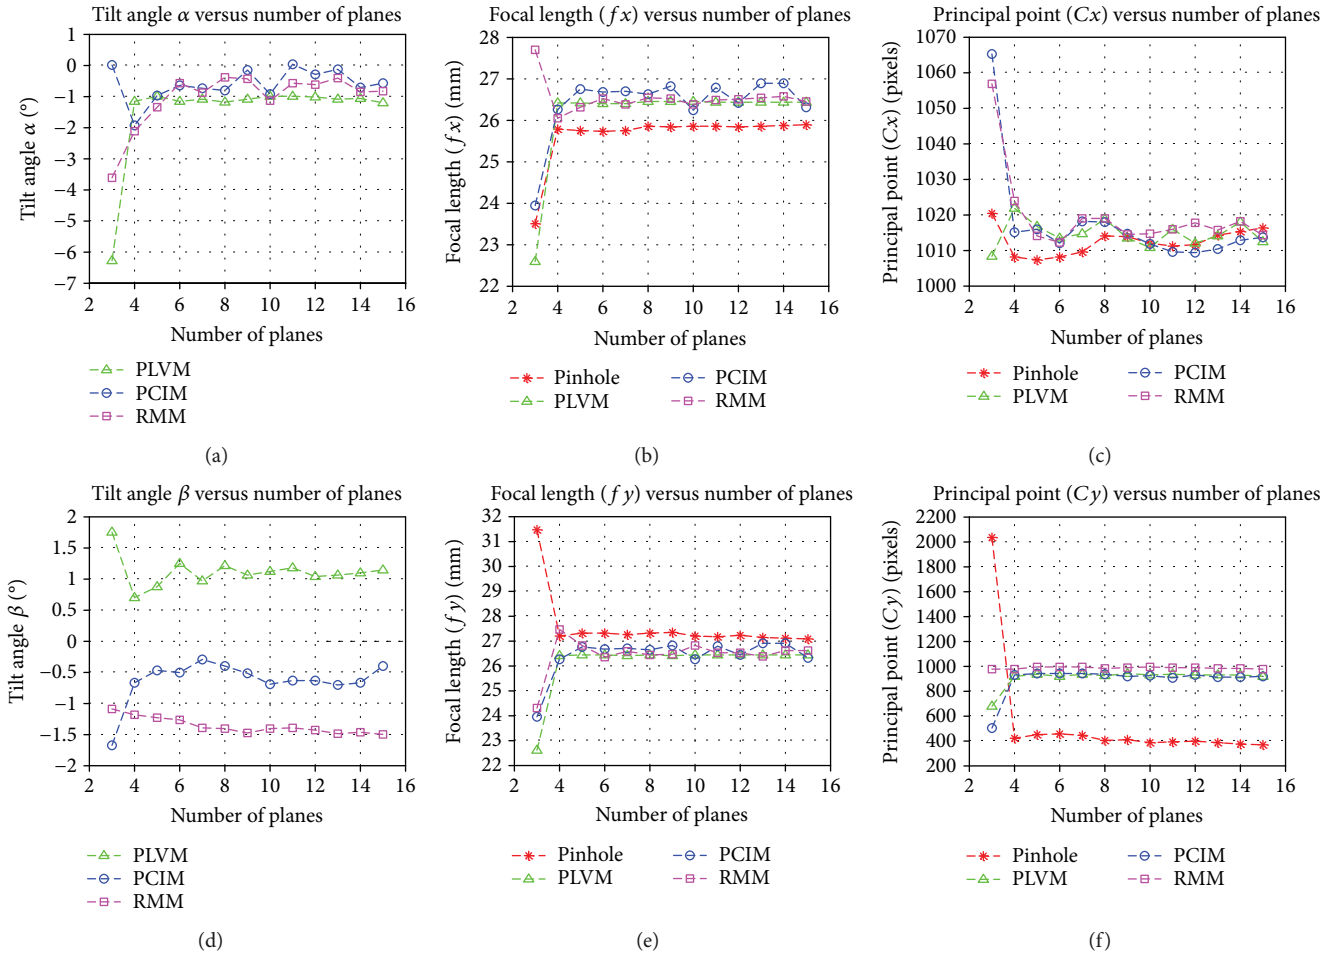 Tilt angle α versus number of planes
Tilt angle α (°)
1
0
−1
−2
−3
−4
−5
−6
−7
2 4 6 8 10 12 14 16
Number of planes
PLVM
PCIM
RMM
(a)
Focal length (fx) versus number of planes
Focal length (fx) (mm)
28
27
26
25
24
23
22
2 4 6 8 10 12 14 16
Number of planes
Pinhole PCIM
PLVM RMM
(b)
Principal point (Cx) versus number of planes
Principal point (Cx) (pixels)
1070
1060
1050
1040
1030
1020
1010
1000
2 4 6 8 10 12 14 16
Number of planes
Pinhole PCIM
PLVM RMM
(c)
Tilt angle β versus number of planes
Tilt angle β (°)
2
1.5
1
0.5
0
−0.5
−1
−1.5
−2
2 4 6 8 10 12 14 16
Number of planes
PLVM
PCIM
RMM
(d)
Focal length (fy) versus number of planes
Focal length (fy) (mm)
32
31
30
29
28
27
26
25
24
23
22
2 4 6 8 10 12 14 16
Number of planes
Pinhole PCIM
PLVM RMM
(e)
Principal point (Cy) versus number of planes
Principal point (Cy) (pixels)
2200
2000
1800
1600
1400
1200
1000
800
600
400
200
2 4 6 8 10 12 14 16
Number of planes
Pinhole PCIM
PLVM RMM
(f)